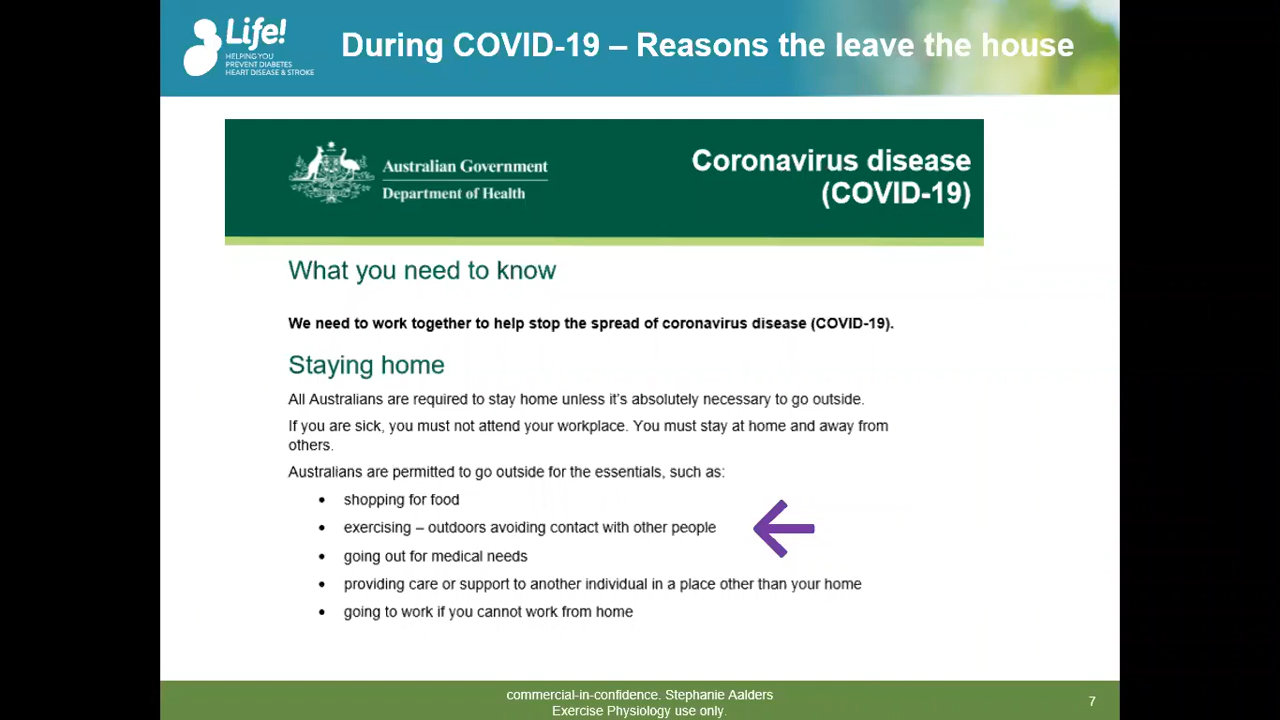 Life!
HELPING YOU
PREVENT DIABETES
HEART DISEASE & STROKE
During COVID-19 – Reasons the leave the house
Australian Government
Department of Health
Coronavirus disease
(COVID-19)
What you need to know
We need to work together to help stop the spread of coronavirus disease (COVID-19).
Staying home
All Australians are required to stay home unless it's absolutely necessary to go outside.
If you are sick, you must not attend your workplace. You must stay at home and away from
others.
Australians are permitted to go outside for the essentials, such as:
• shopping for food
• exercising – outdoors avoiding contact with other people
• going out for medical needs
• providing care or support to another individual in a place other than your home
• going to work if you cannot work from home
commercial-in-confidence. Stephanie Aalders
Exercise Physiology use only.
7